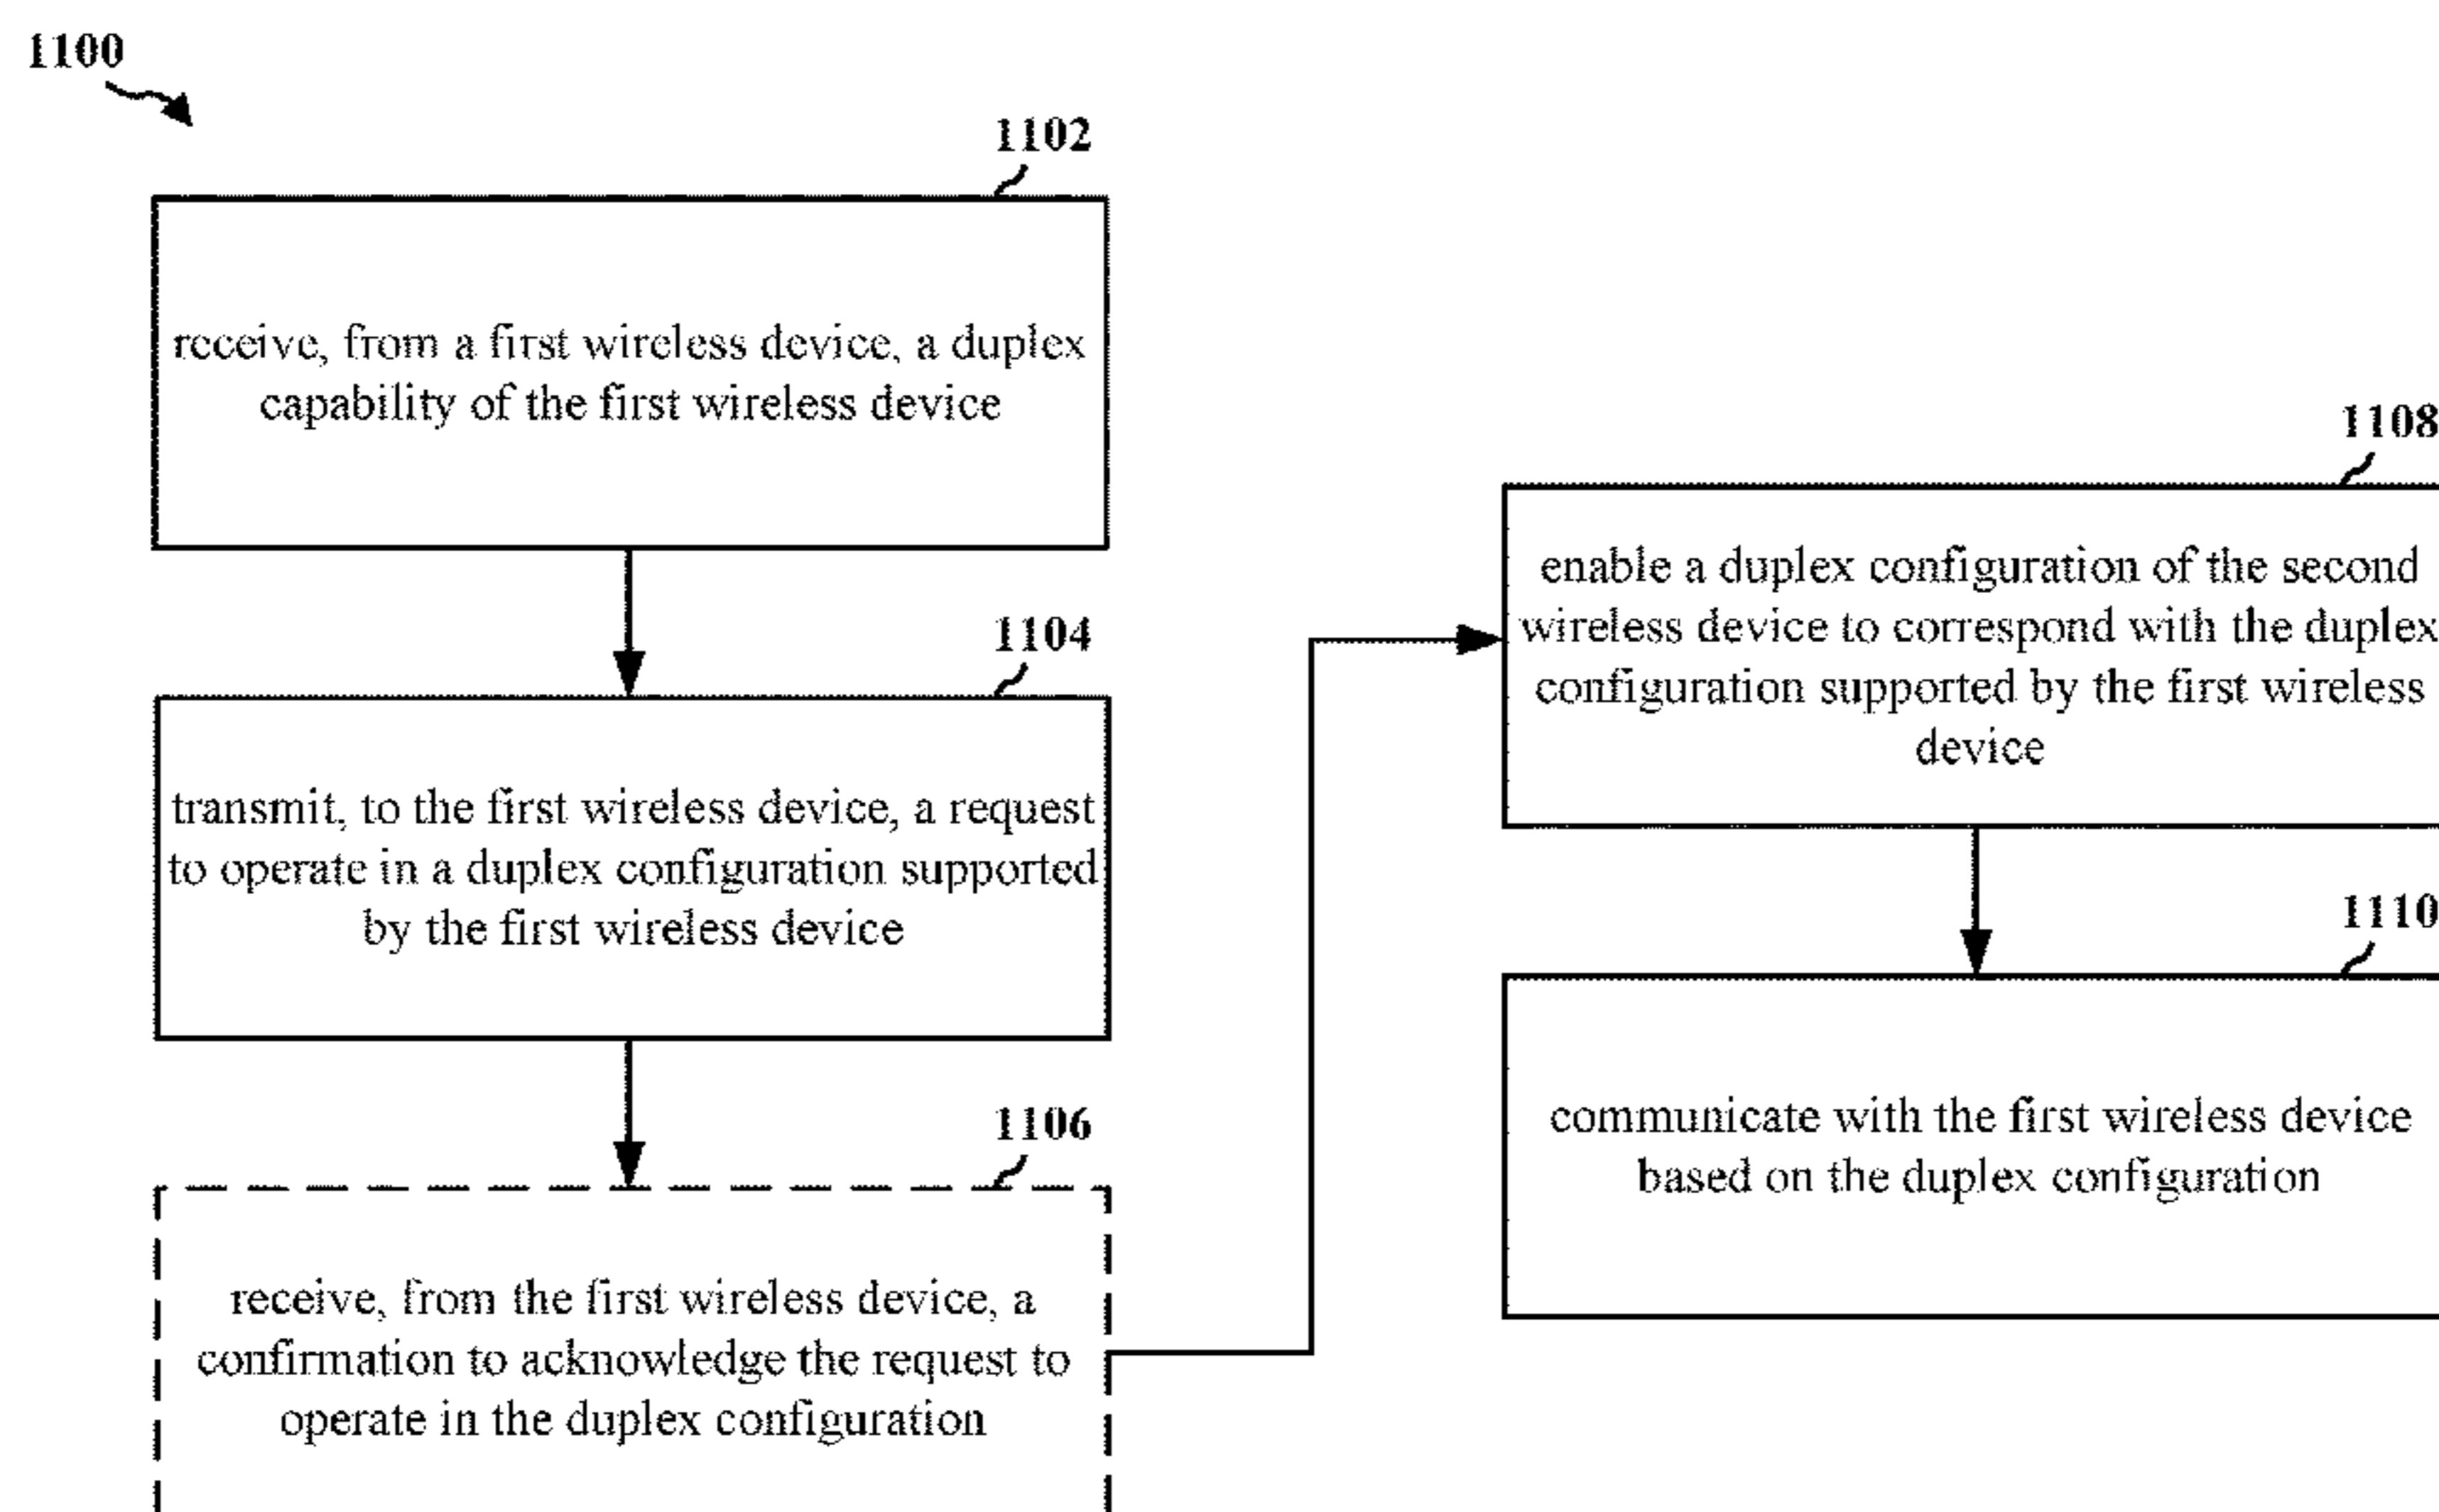 1100
1102
receive, from a first wireless device, a duplex
capability of the first wireless device
1104
transmit, to the first wireless device, a request
to operate in a duplex configuration supported
by the first wireless device
1106
receive, from the first wireless device, a
confirmation to acknowledge the request to
operate in the duplex configuration
1108
enable a duplex configuration of the second
wireless device to correspond with the duplex
configuration supported by the first wireless
device
1110
communicate with the first wireless device
based on the duplex configuration